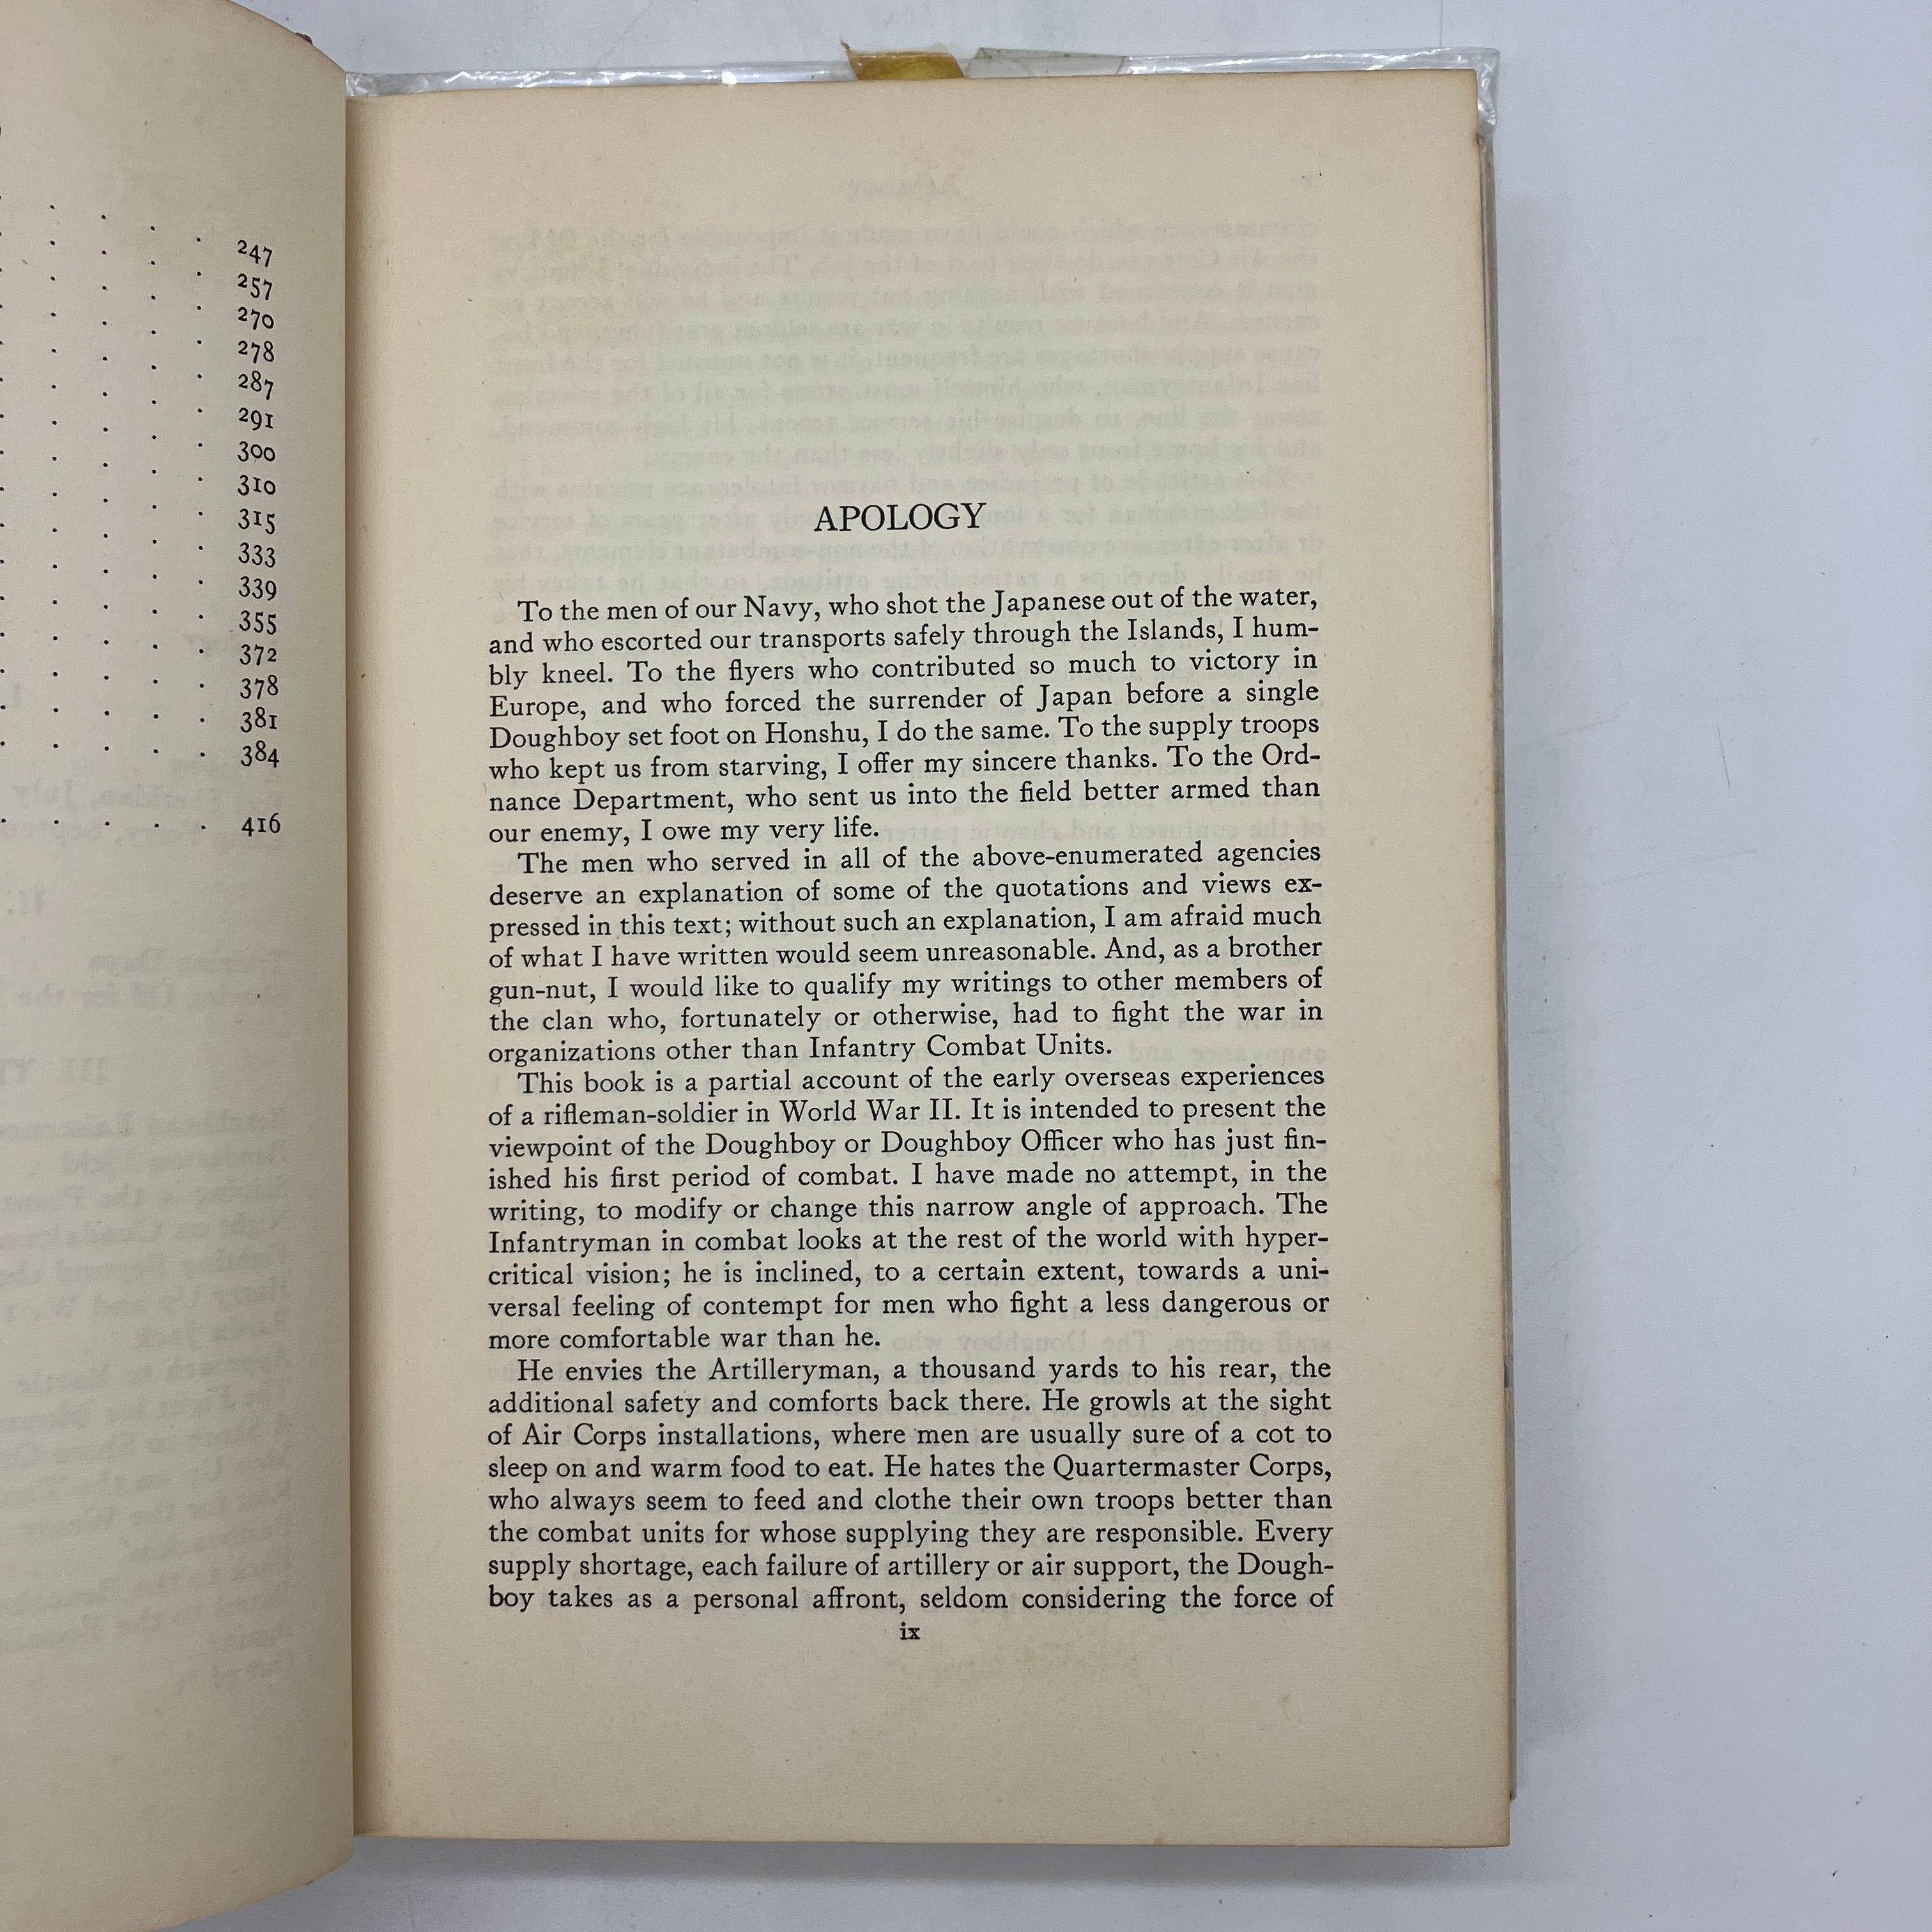 247
257
270
278
287
291
300
310
315
333
339
355
372
378
381
384
416
APOLOGY
To the men of our Navy, who shot the Japanese out of the water,
and who escorted our transports safely through the Islands, I hum-
bly kneel. To the flyers who contributed so much to victory in
Europe, and who forced the surrender of Japan before a single
Doughboy set foot on Honshu, I do the same. To the supply troops
who kept us from starving, I offer my sincere thanks. To the Ord-
nance Department, who sent us into the field better armed than
our enemy, I owe my very life.
The men who served in all of the above-enumerated agencies
deserve an explanation of some of the quotations and views ex-
pressed in this text; without such an explanation, I am afraid much
of what I have written would seem unreasonable. And, as a brother
gun-nut, I would like to qualify my writings to other members of
the clan who, fortunately or otherwise, had to fight the war in
organizations other than Infantry Combat Units.
This book is a partial account of the early overseas experiences
of a rifleman-soldier in World War II. It is intended to present the
viewpoint of the Doughboy or Doughboy Officer who has just fin-
ished his first period of combat. I have made no attempt, in the
writing, to modify or change this narrow angle of approach. The
Infantryman in combat looks at the rest of the world with hyper-
critical vision; he is inclined, to a certain extent, towards a uni-
versal feeling of contempt for men who fight a less dangerous or
more comfortable war than he.
He envies the Artilleryman, a thousand yards to his rear, the
additional safety and comforts back there. He growls at the sight
of Air Corps installations, where men are usually sure of a cot to
sleep on and warm food to eat. He hates the Quartermaster Corps,
who always seem to feed and clothe their own troops better than
the combat units for whose supplying they are responsible. Every
supply shortage, each failure of artillery or air support, the Dough-
boy takes as a personal affront, seldom considering the force of
ix